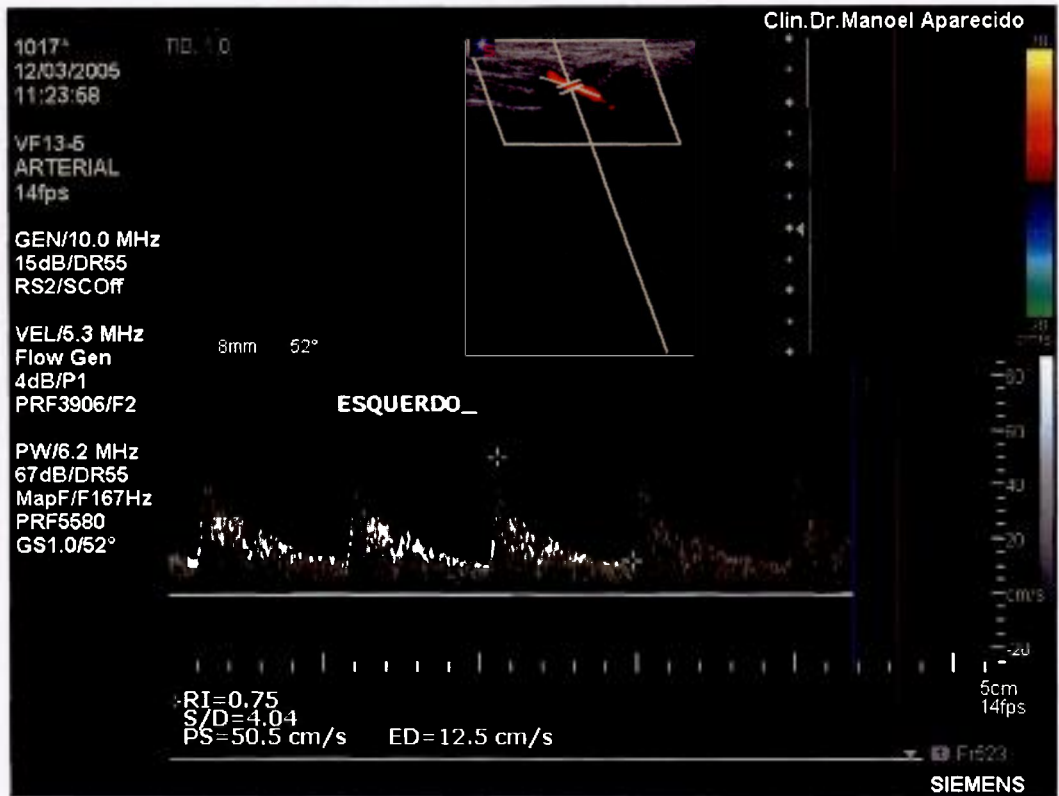 Clin.Dr.Manoel Aparecido
12/03/2005
11:23:58
VF13-5
ARTERIAL
14fps
GEN/10.0 MHz
15dB/DR55
RS2/SCOff
VEL/5.3 MHz
Flow Gen
4dB/P1
PRF3906/F2
8mm 52°
ESQUERDO_
PW/6.2 MHz
67dB/DR55
MapF/F167Hz
PRF5580
GS1.0/52°
80
60
40
20
cm/s
-20
5cm
14fps
RI=0.75
S/D=4.04
PS=50.5 cm/s ED=12.5 cm/s
SIEMENS